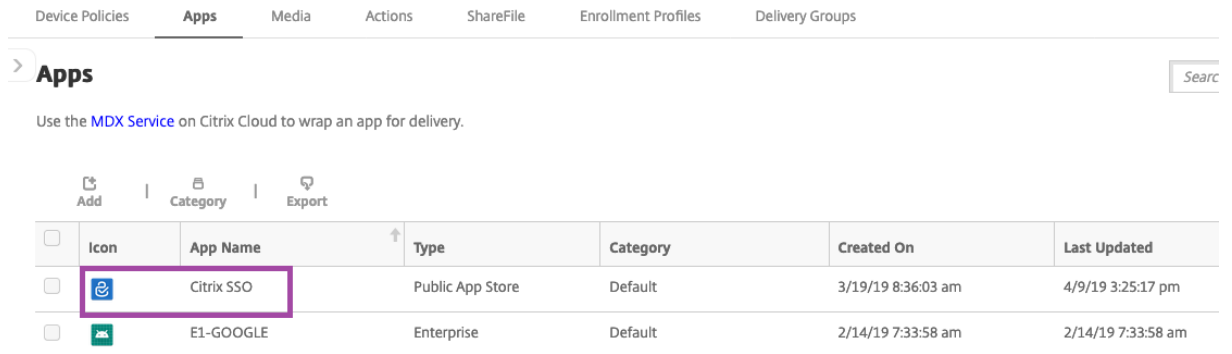 Device Policies Apps Media Actions ShareFile Enrollment Profiles Delivery Groups
Apps
Searc
Use the MDX Service on Citrix Cloud to wrap an app for delivery.
Add | Category | Export
Icon App Name Type Category Created On Last Updated
Citrix SSO Public App Store Default 3/19/19 8:36:03 am 4/9/19 3:25:17 pm
E1-GOOGLE Enterprise Default 2/14/19 7:33:58 am 2/14/19 7:33:58 am